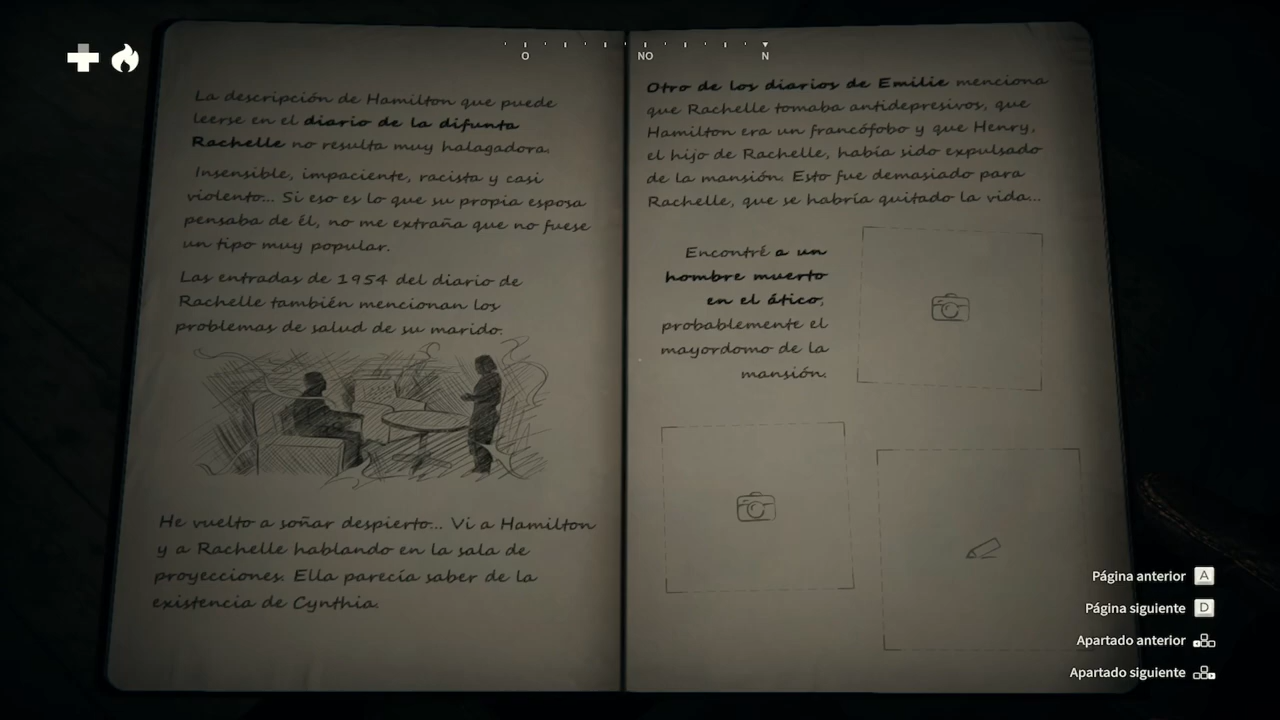 O
NO
N
La descripción de Hamilton que puede
leerse en el diario de la difunta
Rachelle no resulta muy halagadora.
Insensible, impaciente, racista y casi
violento... Si eso es lo que su propia esposa
pensaba de él, no me extraña que no fuese
un tipo muy popular.
Las entradas de 1954 del diario de
Rachelle también mencionan los
problemas de salud de su marido.
He vuelto a soñar despierto... Vi a Hamilton
y a Rachelle hablando en la sala de
proyecciones. Ella parecía saber de la
existencia de Cynthia.
Otro de los diarios de Emilie menciona
que Rachelle tomaba antidepresivos, que
Hamilton era un francófobo y que Henry,
el hijo de Rachelle, había sido expulsado
de la mansión. Esto fue demasiado para
Rachelle, que se habría quitado la vida...
Encontré a un
hombre muerto
en el ático,
probablemente el
mayordomo de la
mansión.
Página anterior A
Página siguiente D
Apartado anterior
Apartado siguiente